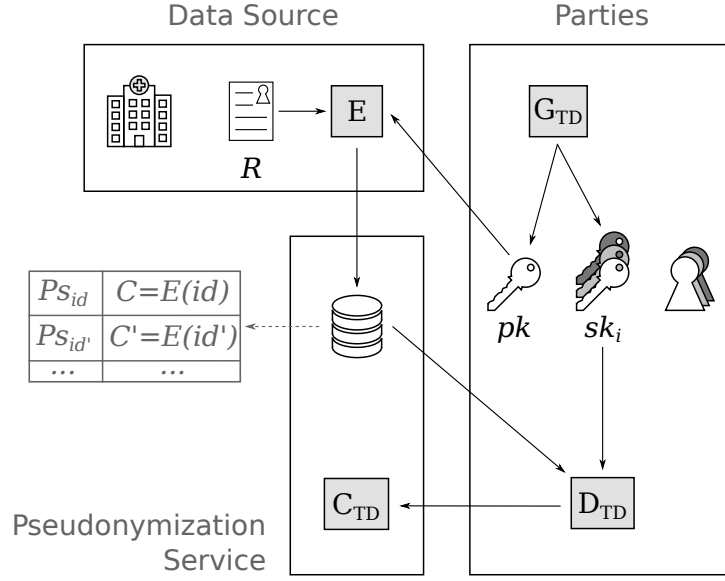 Data Source
Parties
E
G_TD
R
Ps_id C=E(id)
Ps_id' C'=E(id')
... ...
pk
sk_i
C_TD
D_TD
Pseudonymization
Service